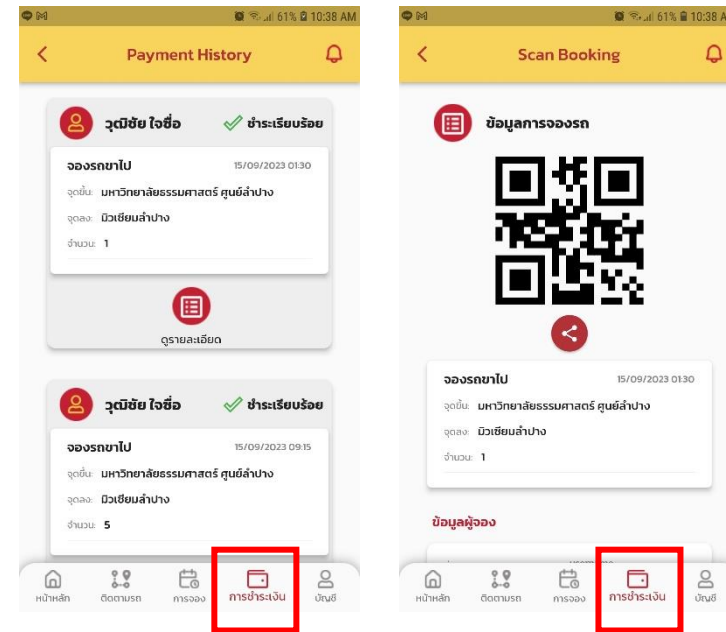 61% 10:38 AM
Payment History
วุฒิชัย ใจซื่อ ชำระเรียบร้อย
จองรถขาไป 15/09/2023 01:30
จุดขึ้น: มหาวิทยาลัยธรรมศาสตร์ ศูนย์ลำปาง
จุดลง: มิวเซียมลำปาง
จำนวน: 1
ดูรายละเอียด
วุฒิชัย ใจซื่อ ชำระเรียบร้อย
จองรถขาไป 15/09/2023 09:15
จุดขึ้น: มหาวิทยาลัยธรรมศาสตร์ ศูนย์ลำปาง
จุดลง: มิวเซียมลำปาง
จำนวน: 5
หน้าหลัก ติดตามรถ การจอง การชำระเงิน บัญชี
61% 10:38 A
Scan Booking
ข้อมูลการจองรถ
จองรถขาไป 15/09/2023 01:30
จุดขึ้น: มหาวิทยาลัยธรรมศาสตร์ ศูนย์ลำปาง
จุดลง: มิวเซียมลำปาง
จำนวน: 1
ข้อมูลผู้จอง
หน้าหลัก ติดตามรถ การจอง การชำระเงิน บัญชี